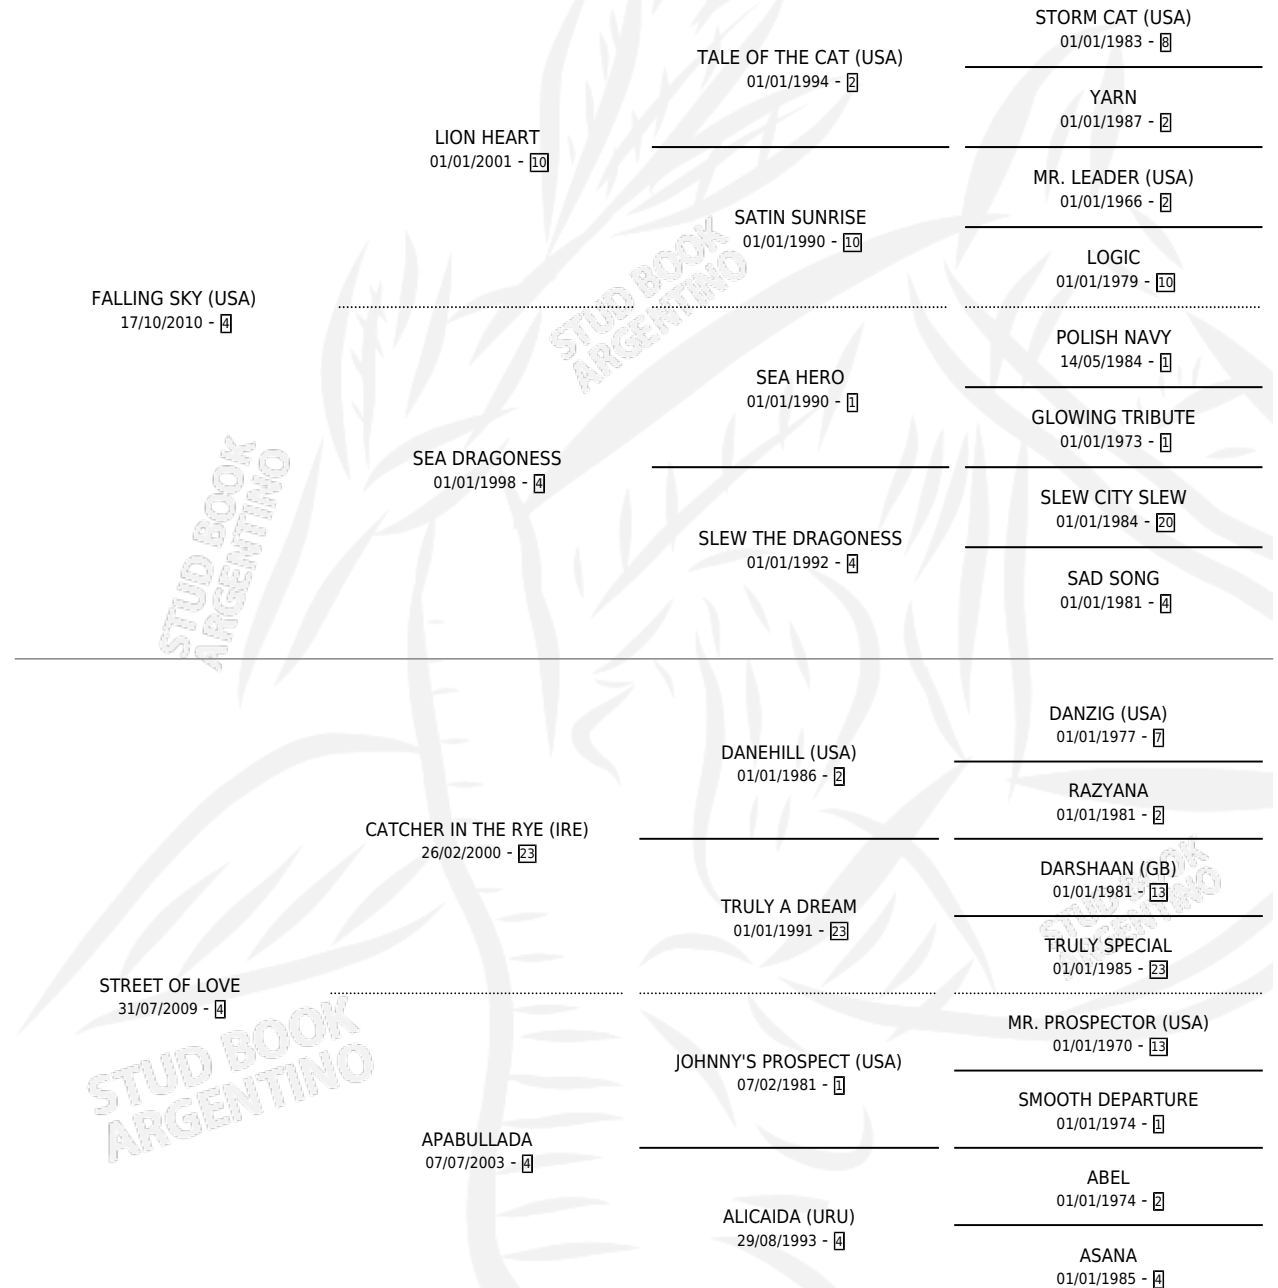 STORM CAT (USA)
01/01/1983 - 8
TALE OF THE CAT (USA)
01/01/1994 - 2
YARN
01/01/1987 - 2
LION HEART
01/01/2001 - 10
MR. LEADER (USA)
01/01/1966 - 2
SATIN SUNRISE
01/01/1990 - 10
LOGIC
01/01/1979 - 10
FALLING SKY (USA)
17/10/2010 - 4
POLISH NAVY
14/05/1984 - 1
SEA HERO
01/01/1990 - 1
GLOWING TRIBUTE
01/01/1973 - 1
SEA DRAGONESS
01/01/1998 - 4
SLEW CITY SLEW
01/01/1984 - 20
SLEW THE DRAGONESS
01/01/1992 - 4
SAD SONG
01/01/1981 - 4
STUD BOOK
ARGENTINO
STUD BOOK
ARGENTINO
DANZIG (USA)
01/01/1977 - 7
DANEHILL (USA)
01/01/1986 - 2
RAZYANA
01/01/1981 - 2
CATCHER IN THE RYE (IRE)
26/02/2000 - 23
DARSHAAN (GB)
01/01/1981 - 13
TRULY A DREAM
01/01/1991 - 23
TRULY SPECIAL
01/01/1985 - 23
STUD BOOK
ARGENTINO
STREET OF LOVE
31/07/2009 - 4
MR. PROSPECTOR (USA)
01/01/1970 - 13
JOHNNY'S PROSPECT (USA)
07/02/1981 - 1
SMOOTH DEPARTURE
01/01/1974 - 1
STUD BOOK
ARGENTINO
APABULLADA
07/07/2003 - 4
ABEL
01/01/1974 - 2
ALICAIDA (URU)
29/08/1993 - 4
ASANA
01/01/1985 - 4